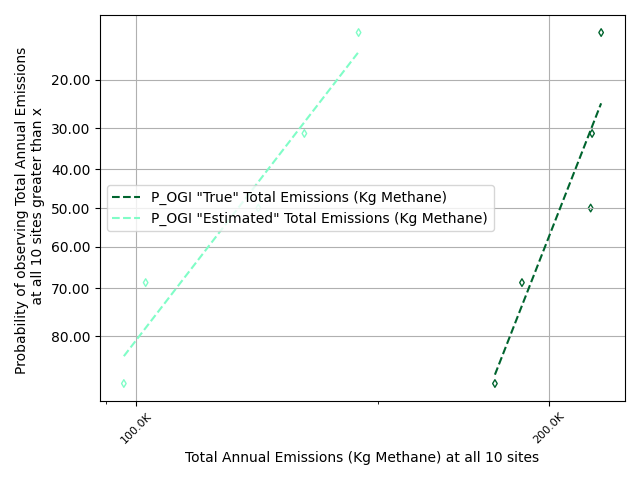 Probability of observing Total Annual Emissions
at all 10 sites greater than x
20.00
30.00
40.00
50.00
60.00
70.00
80.00
P_OGI "True" Total Emissions (Kg Methane)
P_OGI "Estimated" Total Emissions (Kg Methane)
100.0K
200.0K
Total Annual Emissions (Kg Methane) at all 10 sites